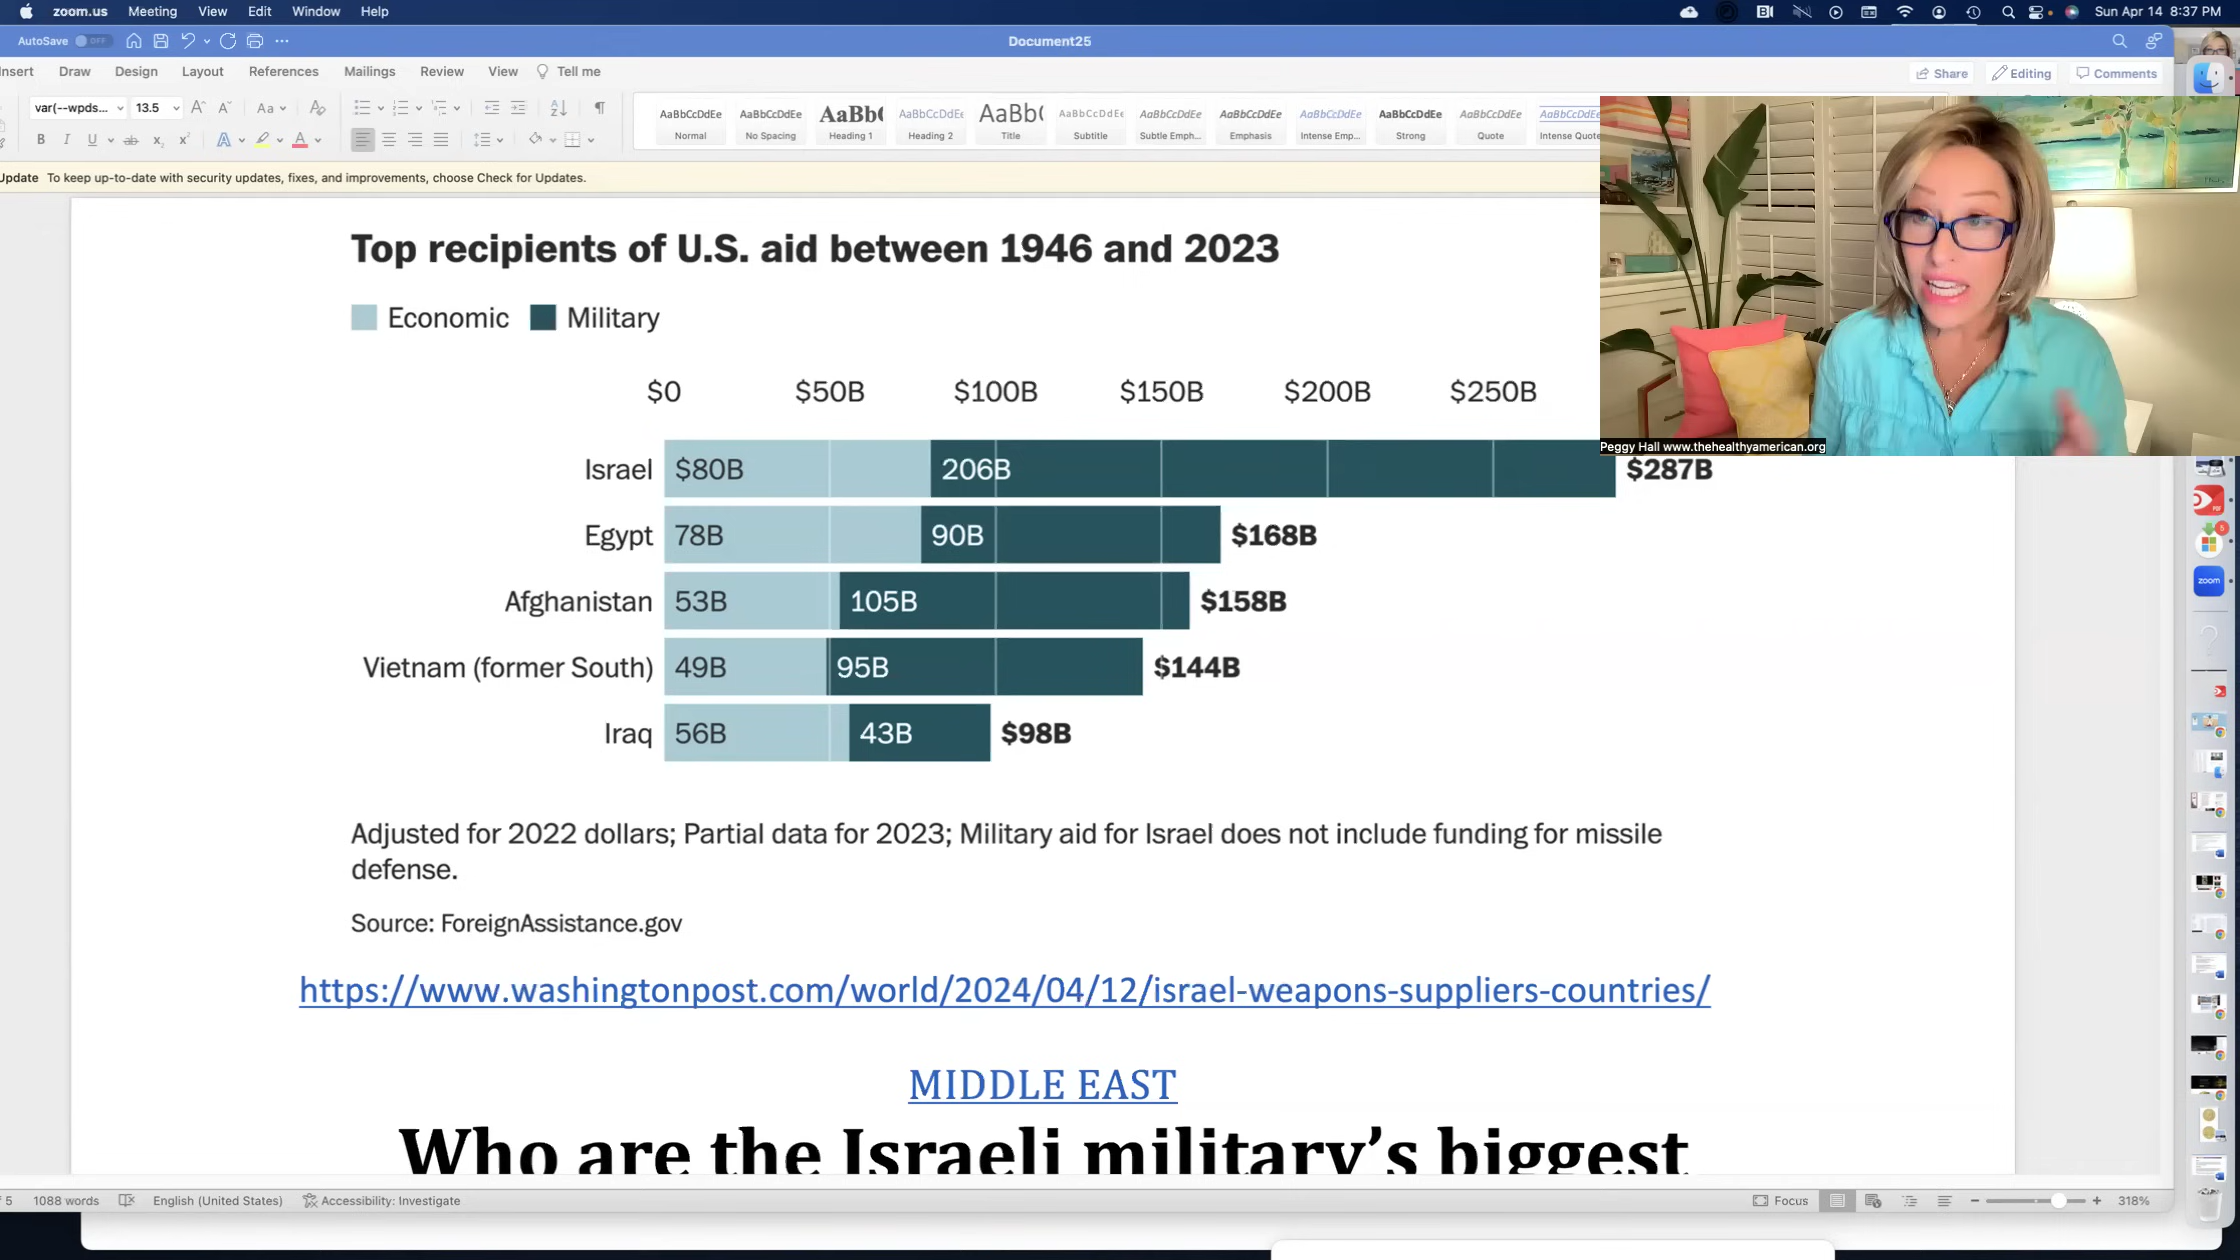 zoom.us Meeting View Edit Window Help
Sun Apr 14 8:37 PM
AutoSave OFF
Document25
Insert Draw Design Layout References Mailings Review View Tell me
Share Editing Comments
var(--wpds... 13.5
AaBbCcDdEe AaBbCcDdEe AaBb( AaBbCcDdEe AaBb( AaBbCcDdEe AaBbCcDdEe AaBbCcDdEe AaBbCcDdEe AaBbCcDdEe AaBbCcDdEe AaBbCcDdEe
Normal No Spacing Heading 1 Heading 2 Title Subtitle Subtle Emph... Emphasis Intense Emp... Strong Quote Intense Quot
Update To keep up-to-date with security updates, fixes, and improvements, choose Check for Updates.
Top recipients of U.S. aid between 1946 and 2023
Economic Military
$0 $50B $100B $150B $200B $250B
Peggy Hall www.thehealthyamerican.org
Israel $80B 206B $287B
Egypt 78B 90B $168B
Afghanistan 53B 105B $158B
Vietnam (former South) 49B 95B $144B
Iraq 56B 43B $98B
Adjusted for 2022 dollars; Partial data for 2023; Military aid for Israel does not include funding for missile
defense.
Source: ForeignAssistance.gov
https://www.washingtonpost.com/world/2024/04/12/israel-weapons-suppliers-countries/
MIDDLE EAST
Who are the Israeli military's biggest
zoom
f 5 1088 words English (United States) Accessibility: Investigate
Focus 318%